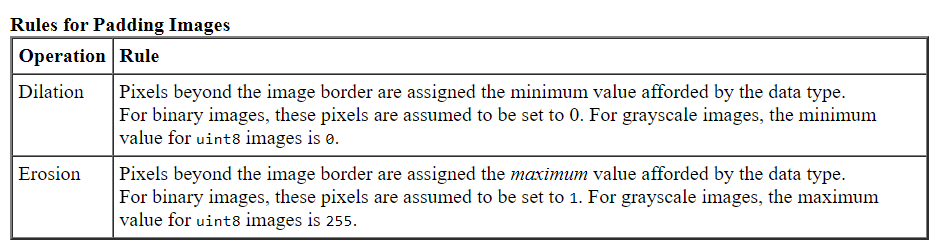 Rules for Padding Images
Operation Rule
Dilation Pixels beyond the image border are assigned the minimum value afforded by the data type.
For binary images, these pixels are assumed to be set to 0. For grayscale images, the minimum
value for uint8 images is 0.
Erosion Pixels beyond the image border are assigned the maximum value afforded by the data type.
For binary images, these pixels are assumed to be set to 1. For grayscale images, the maximum
value for uint8 images is 255.